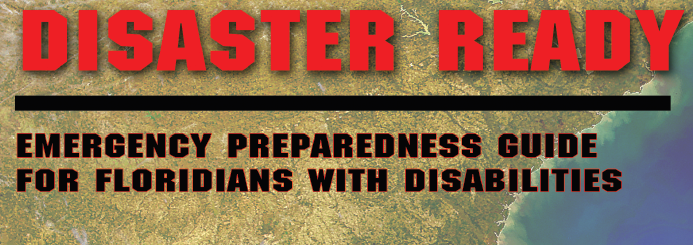 DISASTER READY
EMERGENCY PREPAREDNESS GUIDE
FOR FLORIDIANS WITH DISABILITIES